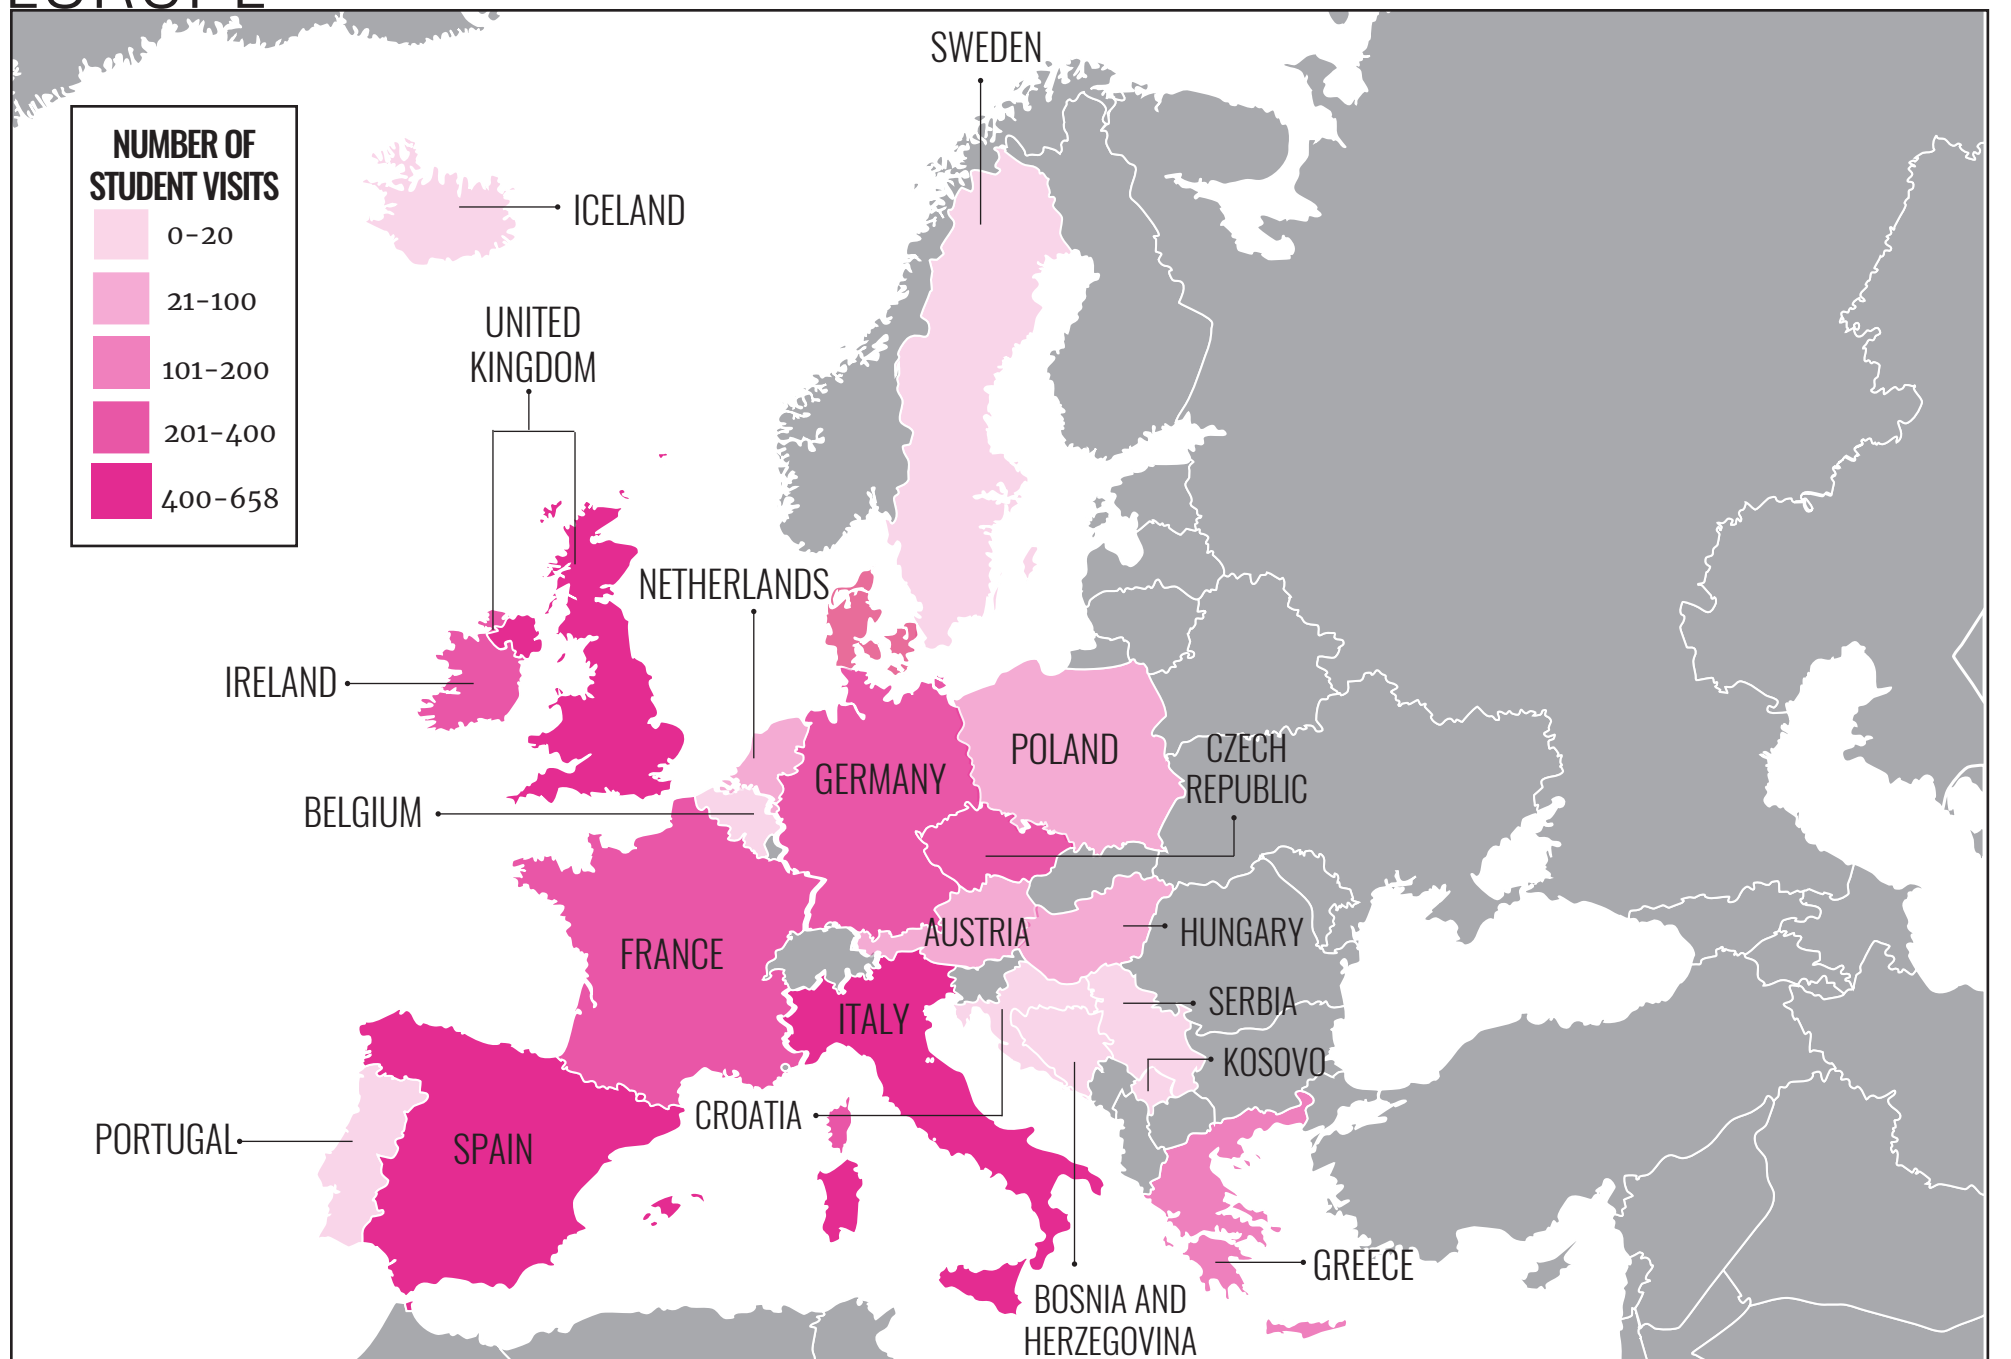 EUROPE
SWEDEN
NUMBER OF
STUDENT VISITS
0-20
21-100
101-200
201-400
400-658
ICELAND
UNITED
KINGDOM
NETHERLANDS
IRELAND
BELGIUM
GERMANY
POLAND
CZECH
REPUBLIC
FRANCE
AUSTRIA
HUNGARY
ITALY
SERBIA
KOSOVO
CROATIA
PORTUGAL
SPAIN
GREECE
BOSNIA AND
HERZEGOVINA